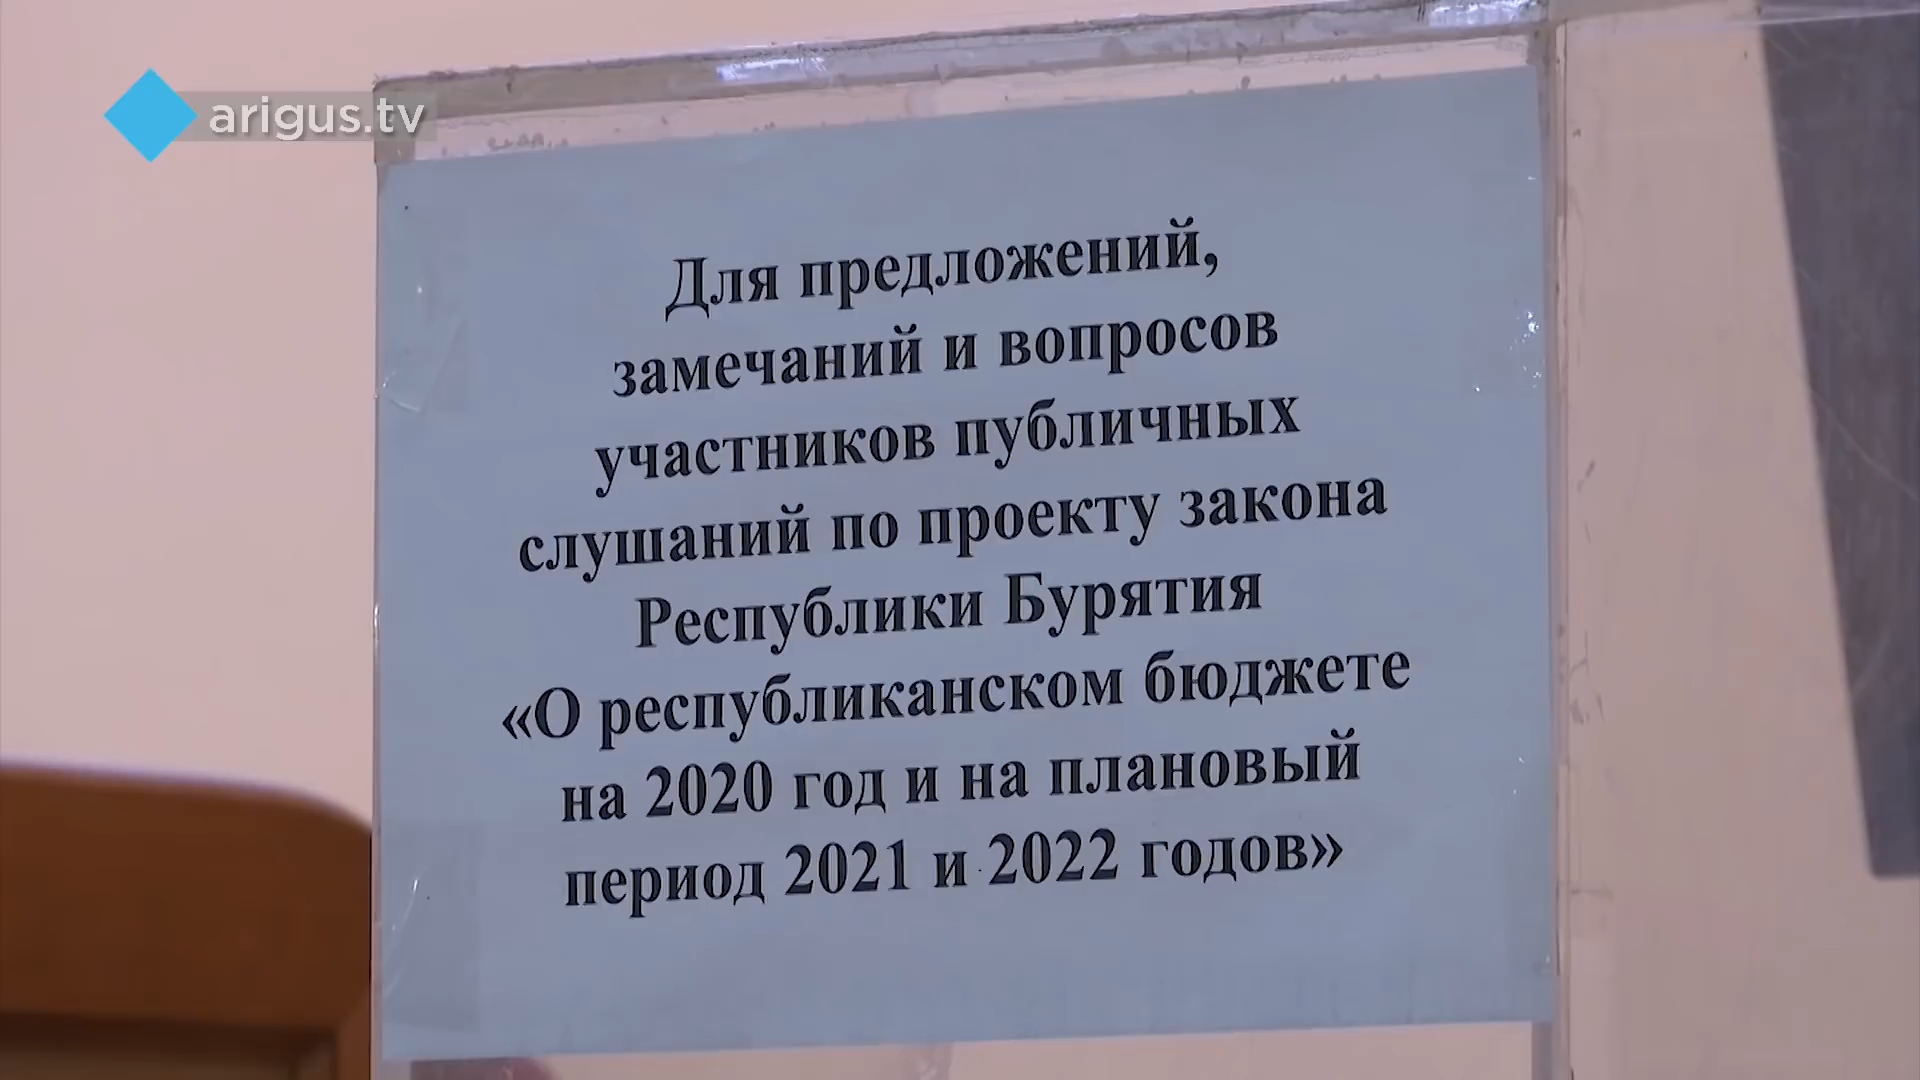 arigus.tv
Для предложений,
замечаний и вопросов
участников публичных
слушаний по проекту закона
Республики Бурятия
«О республиканском бюджете
на 2020 год и на плановый
период 2021 и 2022 годов»